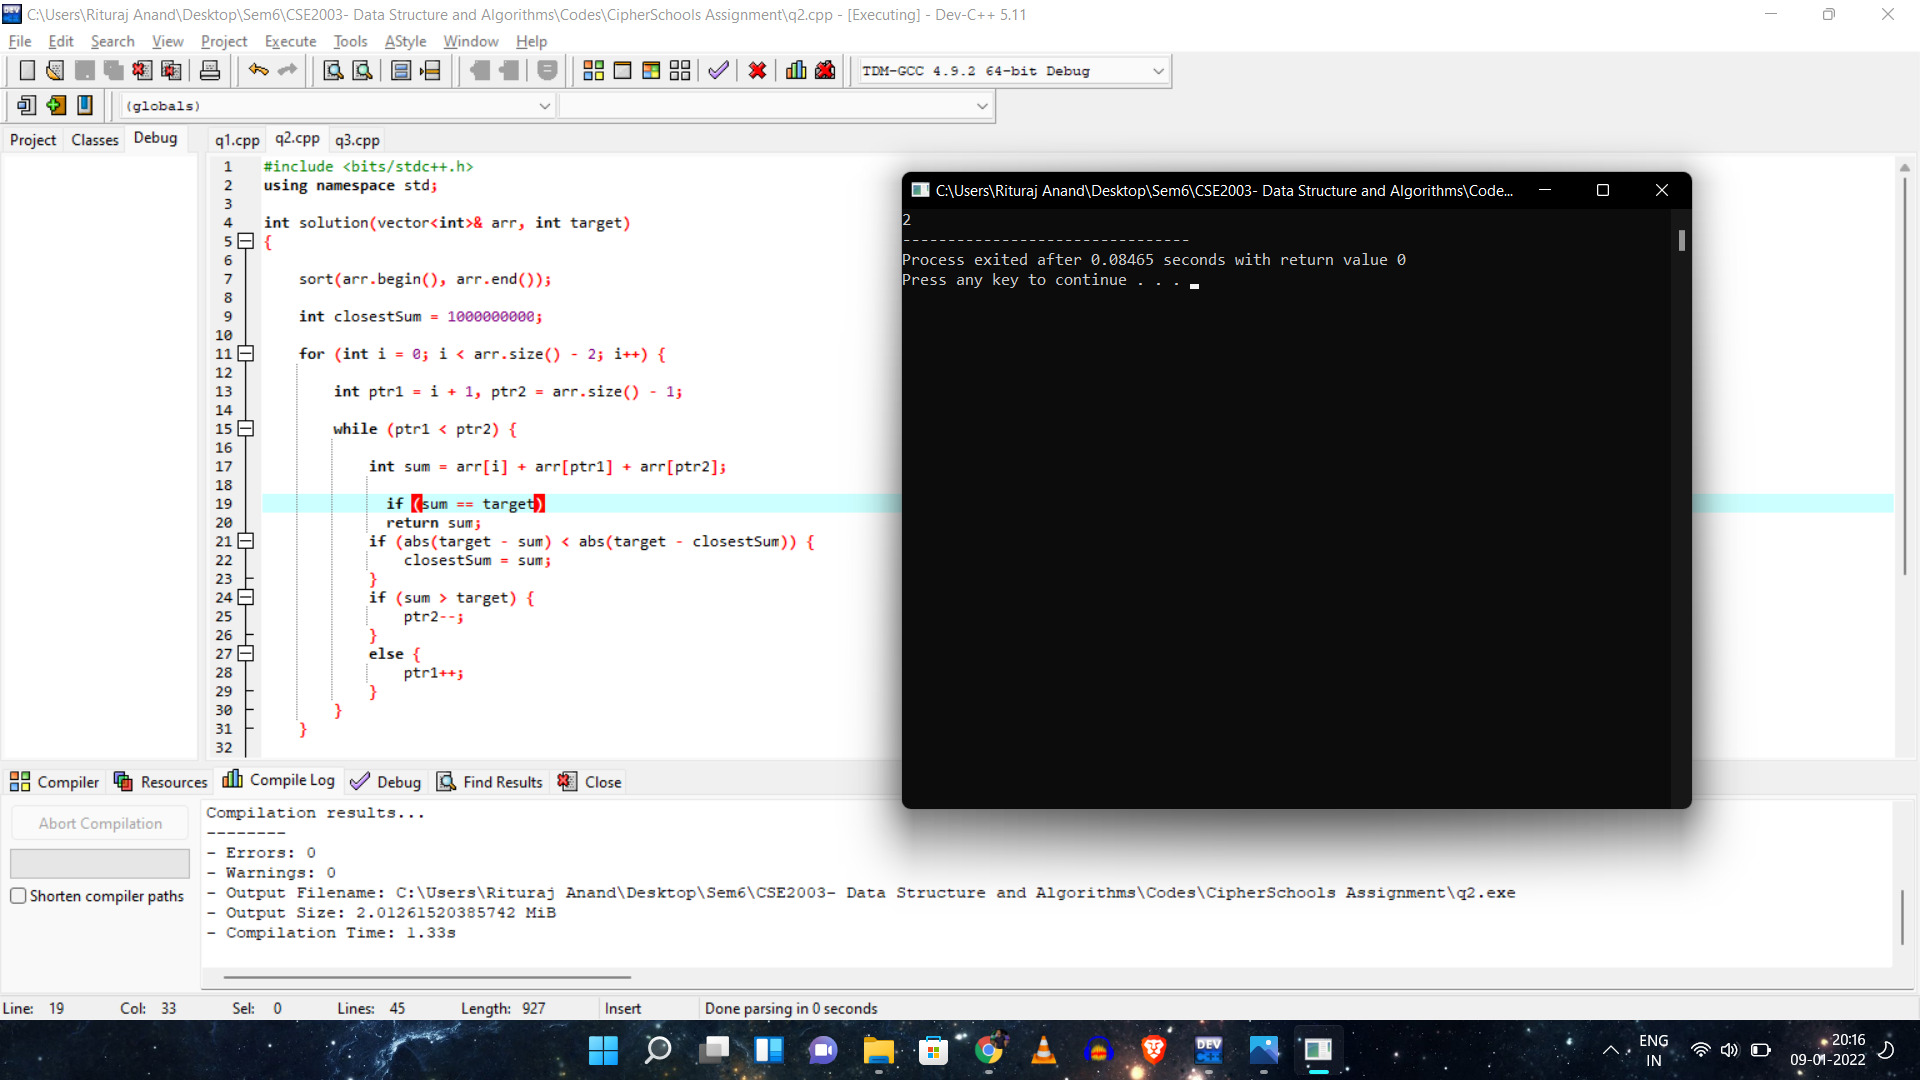 C:\Users\Rituraj Anand\Desktop\Sem6\CSE2003- Data Structure and Algorithms\Codes\CipherSchools Assignment\q2.cpp - [Executing] - Dev-C++ 5.11
File Edit Search View Project Execute Tools AStyle Window Help
TDM-GCC 4.9.2 64-bit Debug
(globals)
Project Classes Debug q1.cpp q2.cpp q3.cpp
1 #include <bits/stdc++.h>
2 using namespace std;
3
4 int solution(vector<int>& arr, int target)
5 {
6
7 sort(arr.begin(), arr.end());
8
9 int closestSum = 1000000000;
10
11 for (int i = 0; i < arr.size() - 2; i++) {
12
13 int ptr1 = i + 1, ptr2 = arr.size() - 1;
14
15 while (ptr1 < ptr2) {
16
17 int sum = arr[i] + arr[ptr1] + arr[ptr2];
18
19 if (sum == target)
20 return sum;
21 if (abs(target - sum) < abs(target - closestSum)) {
22 closestSum = sum;
23 }
24 if (sum > target) {
25 ptr2--;
26 }
27 else {
28 ptr1++;
29 }
30 }
31 }
32
C:\Users\Rituraj Anand\Desktop\Sem6\CSE2003- Data Structure and Algorithms\Code...
2
--------------------------------
Process exited after 0.08465 seconds with return value 0
Press any key to continue . . .
Compiler Resources Compile Log Debug Find Results Close
Abort Compilation
Shorten compiler paths
Compilation results...
--------
- Errors: 0
- Warnings: 0
- Output Filename: C:\Users\Rituraj Anand\Desktop\Sem6\CSE2003- Data Structure and Algorithms\Codes\CipherSchools Assignment\q2.exe
- Output Size: 2.01261520385742 MiB
- Compilation Time: 1.33s
Line: 19 Col: 33 Sel: 0 Lines: 45 Length: 927 Insert Done parsing in 0 seconds
DEV
ENG
IN
20:16
09-01-2022